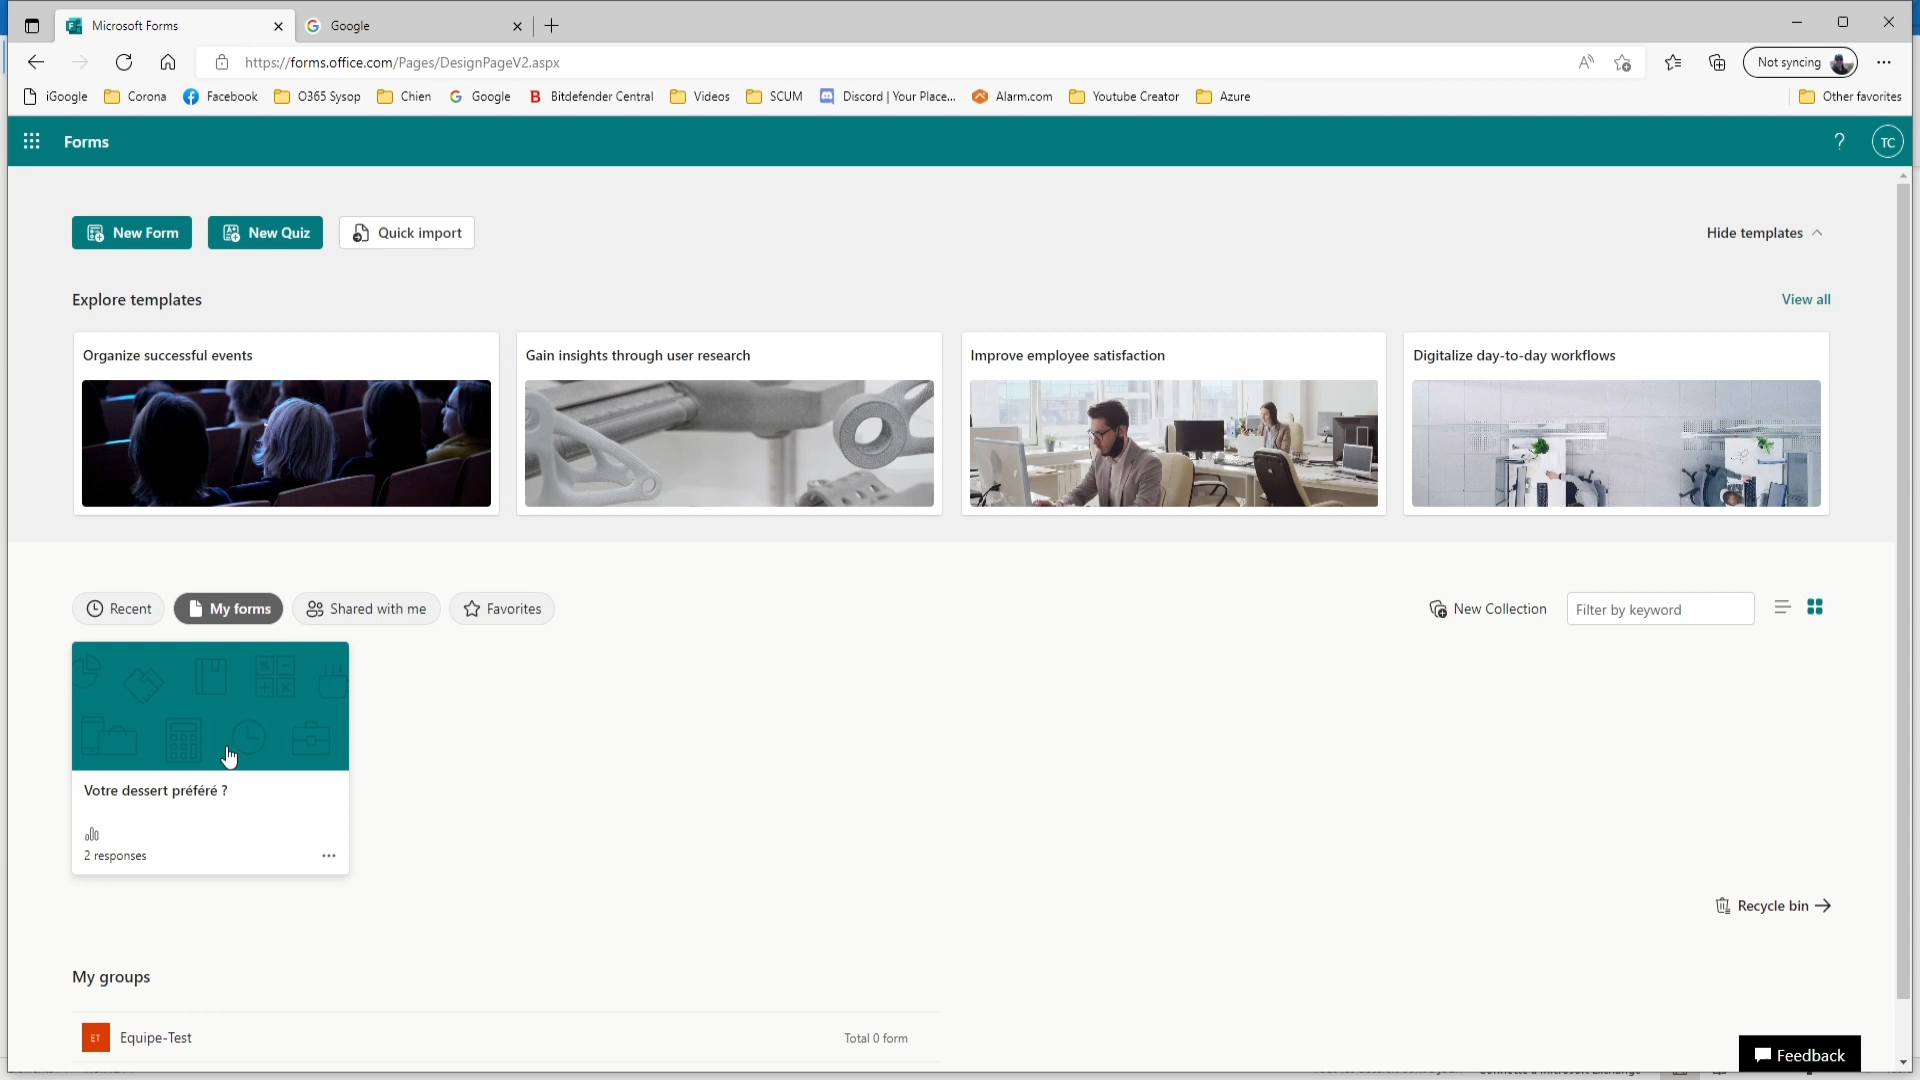 Microsoft Forms
Google
https://forms.office.com/Pages/DesignPageV2.aspx
A
Not syncing
iGoogle
Corona
Facebook
O365 Sysop
Chien
Google
B Bitdefender Central
Videos
SCUM
Discord | Your Place...
Alarm.com
Youtube Creator
Azure
Other favorites
Forms
?
TC
New Form
New Quiz
Quick import
Hide templates
Explore templates
View all
Organize successful events
Gain insights through user research
Improve employee satisfaction
Digitalize day-to-day workflows
Recent
My forms
Shared with me
Favorites
New Collection
Filter by keyword
Votre dessert préféré ?
2 responses
Recycle bin
My groups
ET
Equipe-Test
Total 0 form
Feedback